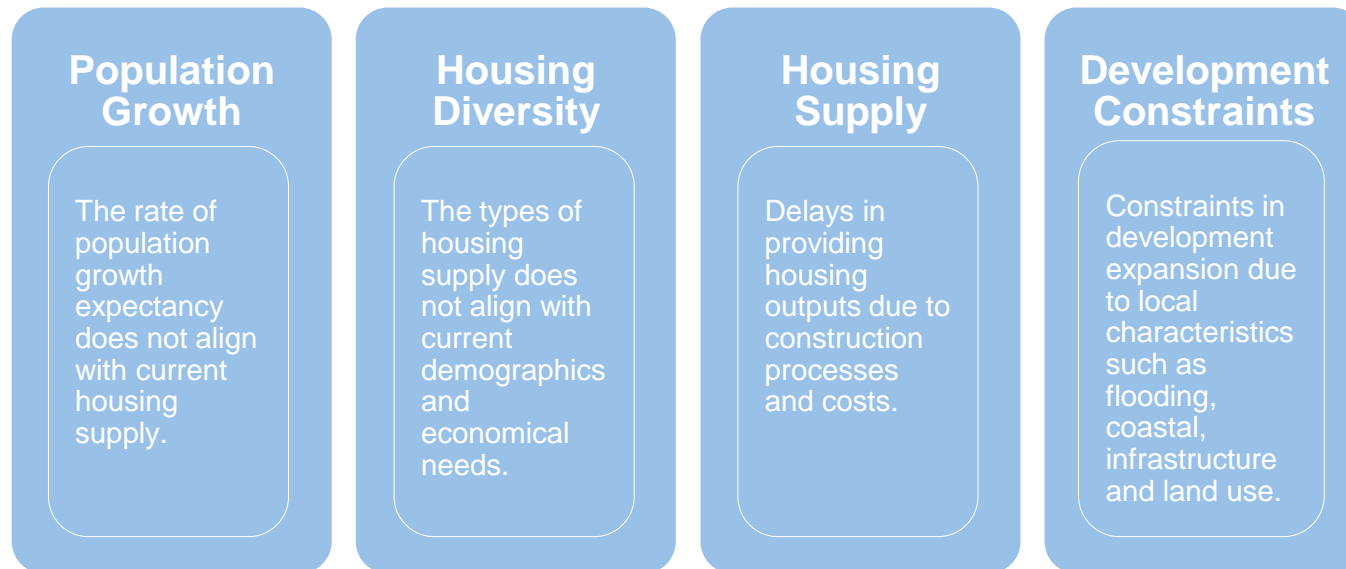 Population
Growth
The rate of
population
growth
expectancy
does not align
with current
housing
supply.
Housing
Diversity
The types of
housing
supply does
not align with
current
demographics
and
economical
needs.
Housing
Supply
Delays in
providing
housing
outputs due to
construction
processes
and costs.
Development
Constraints
Constraints in
development
expansion due
to local
characteristics
such as
flooding,
coastal,
infrastructure
and land use.